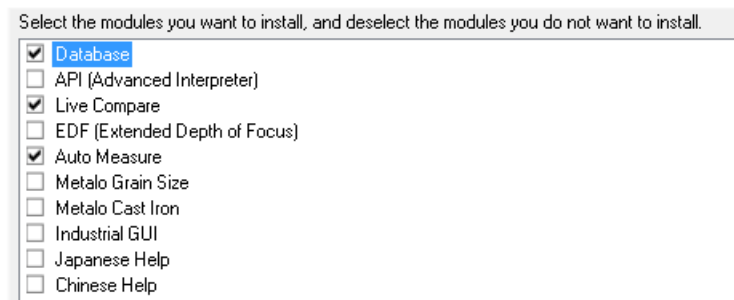 Select the modules you want to install, and deselect the modules you do not want to install.
Database
API (Advanced Interpreter)
Live Compare
EDF (Extended Depth of Focus)
Auto Measure
Metalo Grain Size
Metalo Cast Iron
Industrial GUI
Japanese Help
Chinese Help